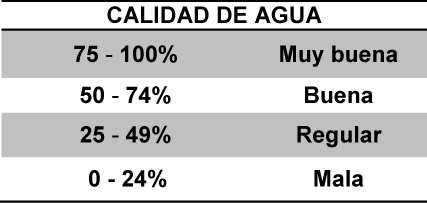 CALIDAD DE AGUA
75 - 100% Muy buena
50 - 74% Buena
25 - 49% Regular
0 - 24% Mala